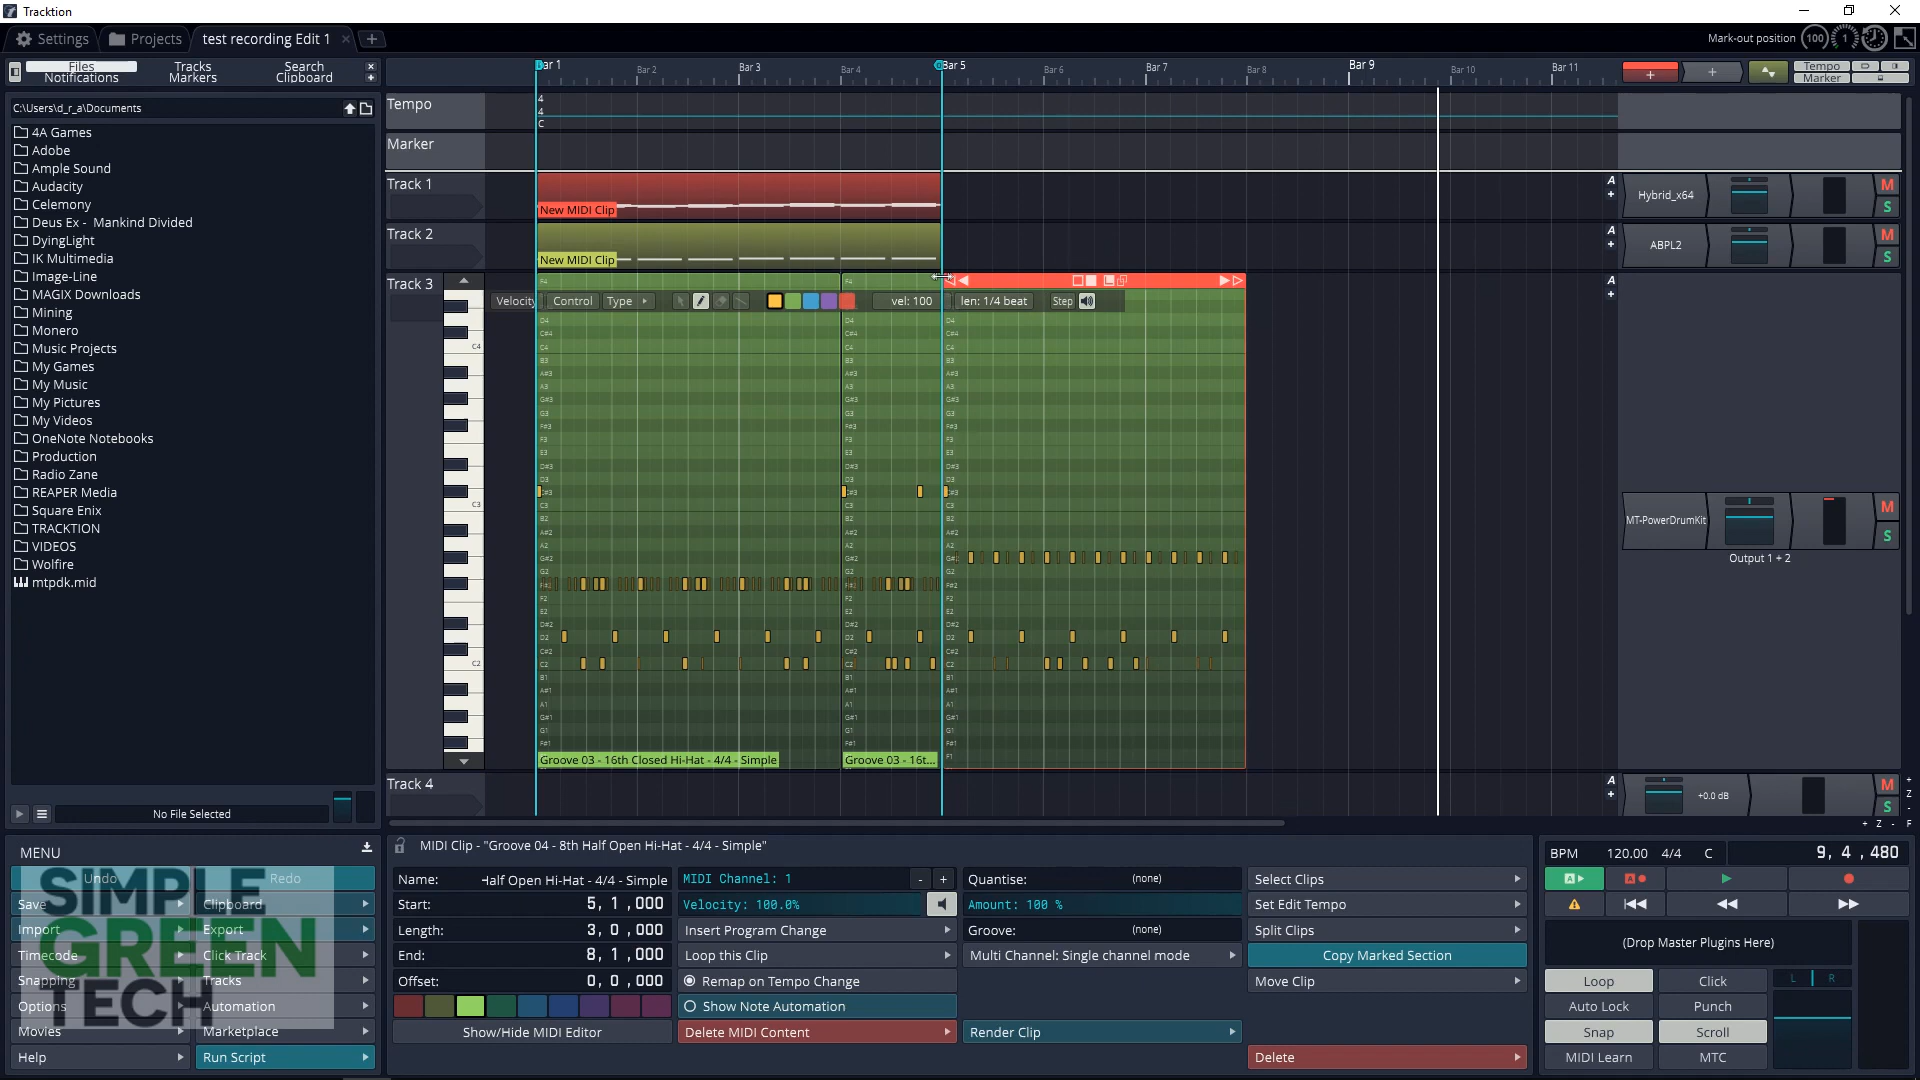 Tracktion
Settings
Projects
test recording Edit 1
Mark-out position
100
1
Files
Notifications
Tracks
Markers
Search
Clipboard
Bar 1
Bar 2
Bar 3
Bar 4
Bar 5
Bar 6
Bar 7
Bar 8
Bar 9
Bar 10
Bar 11
Tempo
Marker
C:\Users\d_r_a\Documents
4A Games
Adobe
Ample Sound
Audacity
Celemony
Deus Ex -  Mankind Divided
DyingLight
IK Multimedia
Image-Line
MAGIX Downloads
Mining
Monero
Music Projects
My Games
My Music
My Pictures
My Videos
OneNote Notebooks
Production
Radio Zane
REAPER Media
Square Enix
TRACKTION
VIDEOS
Wolfire
mtpdk.mid
No File Selected
Tempo
4
4
C
Marker
Track 1
New MIDI Clip
A
Hybrid_x64
M
S
Track 2
New MIDI Clip
A
ABPL2
M
S
Track 3
Velocity
Control
Type
vel: 100
len: 1/4 beat
Step
C4
C3
C2
Groove 03 - 16th Closed Hi-Hat - 4/4 - Simple
Groove 03 - 16t...
A
MT-PowerDrumKit
M
S
Output 1 + 2
Track 4
A
+0.0 dB
M
S
+ Z - F
MENU
Undo
Redo
Save
Clipboard
Import
Export
Timecode
Click Track
Snapping
Tracks
Options
Automation
Movies
Marketplace
Help
Run Script
SIMPLE
GREEN
TECH
MIDI Clip - "Groove 04 - 8th Half Open Hi-Hat - 4/4 - Simple"
Name:
Half Open Hi-Hat - 4/4 - Simple
Start:
5, 1 ,000
Length:
3, 0 ,000
End:
8, 1 ,000
Offset:
0, 0 ,000
Show/Hide MIDI Editor
MIDI Channel: 1
- +
Velocity: 100.0%
Insert Program Change
Loop this Clip
Remap on Tempo Change
Show Note Automation
Delete MIDI Content
Quantise:
(none)
Amount: 100 %
Groove:
(none)
Multi Channel: Single channel mode
Render Clip
Select Clips
Set Edit Tempo
Split Clips
Copy Marked Section
Move Clip
Delete
BPM
120.00
4/4
C
9, 4 ,480
(Drop Master Plugins Here)
Loop
Click
Auto Lock
Punch
Snap
Scroll
MIDI Learn
MTC
L
R